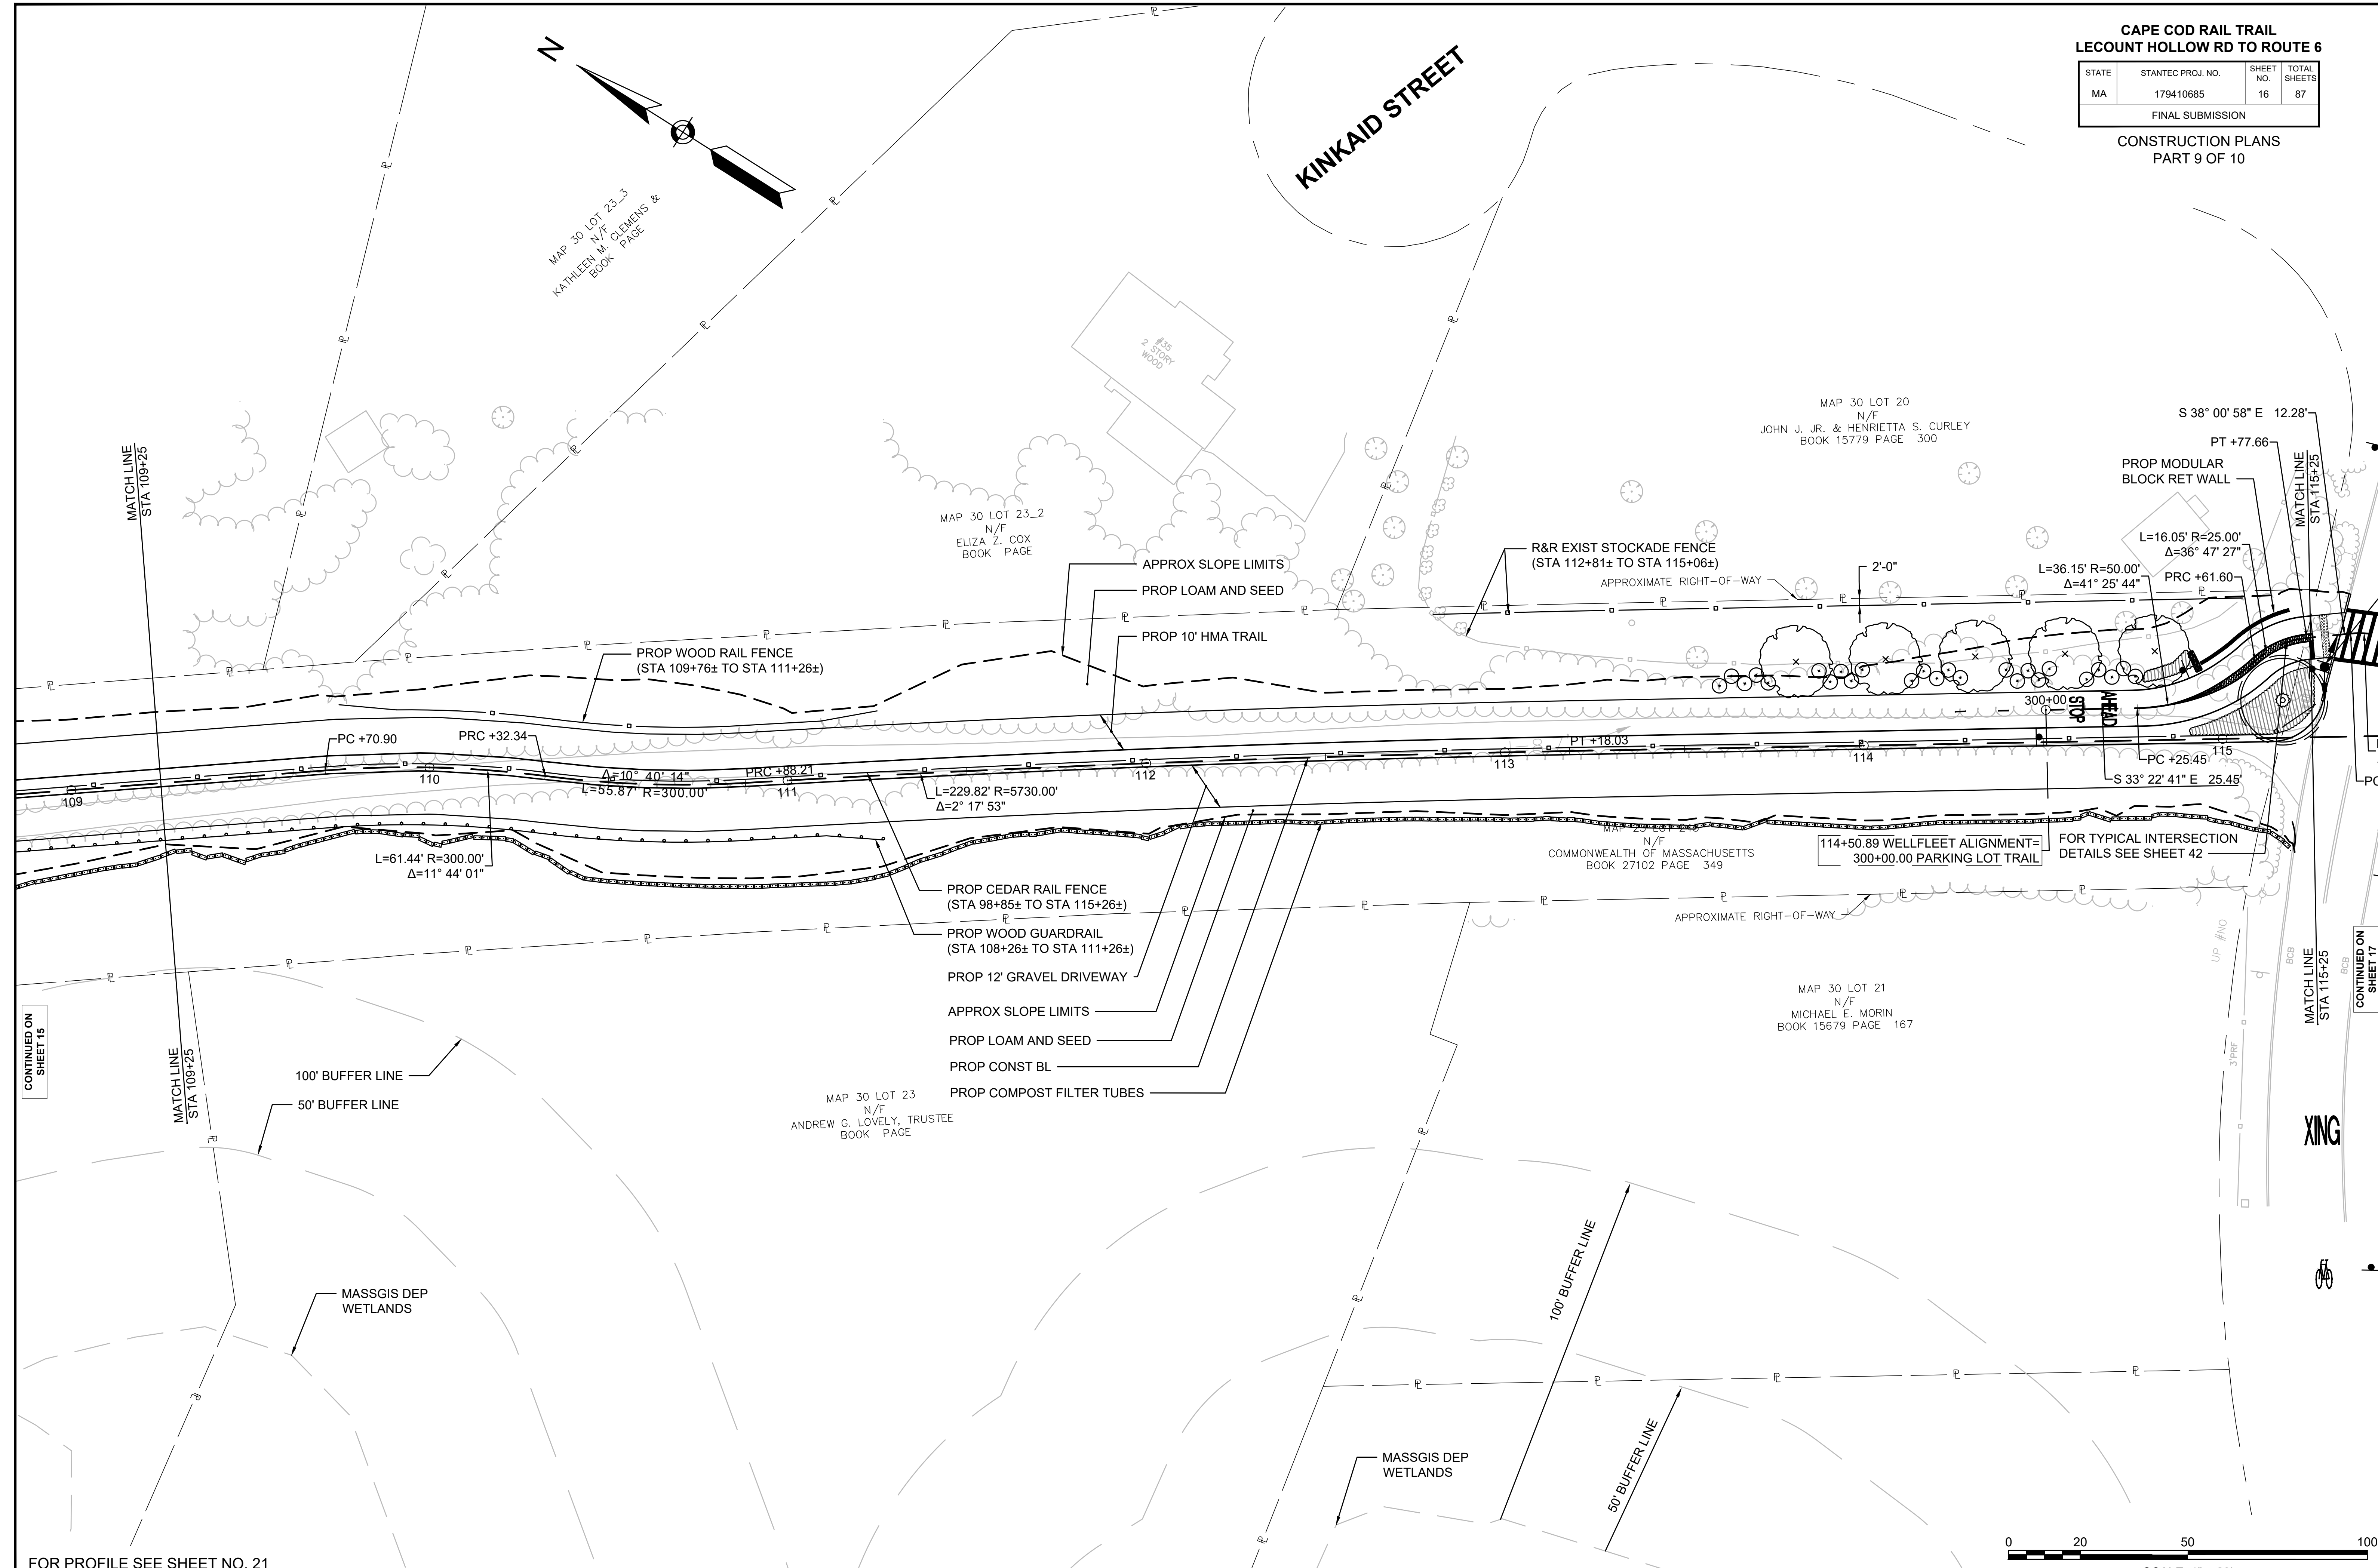 CAPE COD RAIL TRAIL
LECOUNT HOLLOW RD TO ROUTE 6
STATE
STANTEC PROJ. NO.
SHEET NO.
TOTAL SHEETS
MA
179410685
16
87
FINAL SUBMISSION
CONSTRUCTION PLANS
PART 9 OF 10
N
KINKAID STREET
MAP 30 LOT 23_3
N/F
KATHLEEN M. CLEMENS &
BOOK PAGE
#35
2 STORY
WOOD
MAP 30 LOT 20
N/F
JOHN J. JR. & HENRIETTA S. CURLEY
BOOK 15779 PAGE 300
S 38° 00' 58" E 12.28'
PT +77.66
PROP MODULAR
BLOCK RET WALL
MATCH LINE
STA 115+25
MATCH LINE
STA 109+25
MAP 30 LOT 23_2
N/F
ELIZA Z. COX
BOOK PAGE
APPROX SLOPE LIMITS
PROP LOAM AND SEED
PROP 10' HMA TRAIL
R&R EXIST STOCKADE FENCE
(STA 112+81± TO STA 115+06±)
APPROXIMATE RIGHT-OF-WAY
2'-0"
L=16.05' R=25.00'
Δ=36° 47' 27"
L=36.15' R=50.00'
Δ=41° 25' 44"
PRC +61.60
PROP WOOD RAIL FENCE
(STA 109+76± TO STA 111+26±)
300+00
STOP
AHEAD
PC +70.90
PRC +32.34
Δ=10° 40' 14"
L=55.87' R=300.00'
PRC +88.21
PT +18.03
109
110
111
112
113
114
115
L=229.82' R=5730.00'
Δ=2° 17' 53"
PC +25.45
S 33° 22' 41" E 25.45'
PC
L=61.44' R=300.00'
Δ=11° 44' 01"
MAP 23 LOT 248
N/F
COMMONWEALTH OF MASSACHUSETTS
BOOK 27102 PAGE 349
114+50.89 WELLFLEET ALIGNMENT=
300+00.00 PARKING LOT TRAIL
FOR TYPICAL INTERSECTION
DETAILS SEE SHEET 42
PROP CEDAR RAIL FENCE
(STA 98+85± TO STA 115+26±)
PROP WOOD GUARDRAIL
(STA 108+26± TO STA 111+26±)
PROP 12' GRAVEL DRIVEWAY
APPROX SLOPE LIMITS
PROP LOAM AND SEED
PROP CONST BL
PROP COMPOST FILTER TUBES
APPROXIMATE RIGHT-OF-WAY
UP #NO
BCB
BCB
3'PRF
MATCH LINE
STA 115+25
CONTINUED ON
SHEET 17
MAP 30 LOT 21
N/F
MICHAEL E. MORIN
BOOK 15679 PAGE 167
CONTINUED ON
SHEET 15
MATCH LINE
STA 109+25
100' BUFFER LINE
50' BUFFER LINE
MAP 30 LOT 23
N/F
ANDREW G. LOVELY, TRUSTEE
BOOK PAGE
XING
100' BUFFER LINE
50' BUFFER LINE
MASSGIS DEP
WETLANDS
MASSGIS DEP
WETLANDS
0 20 50 100
FOR PROFILE SEE SHEET NO. 21